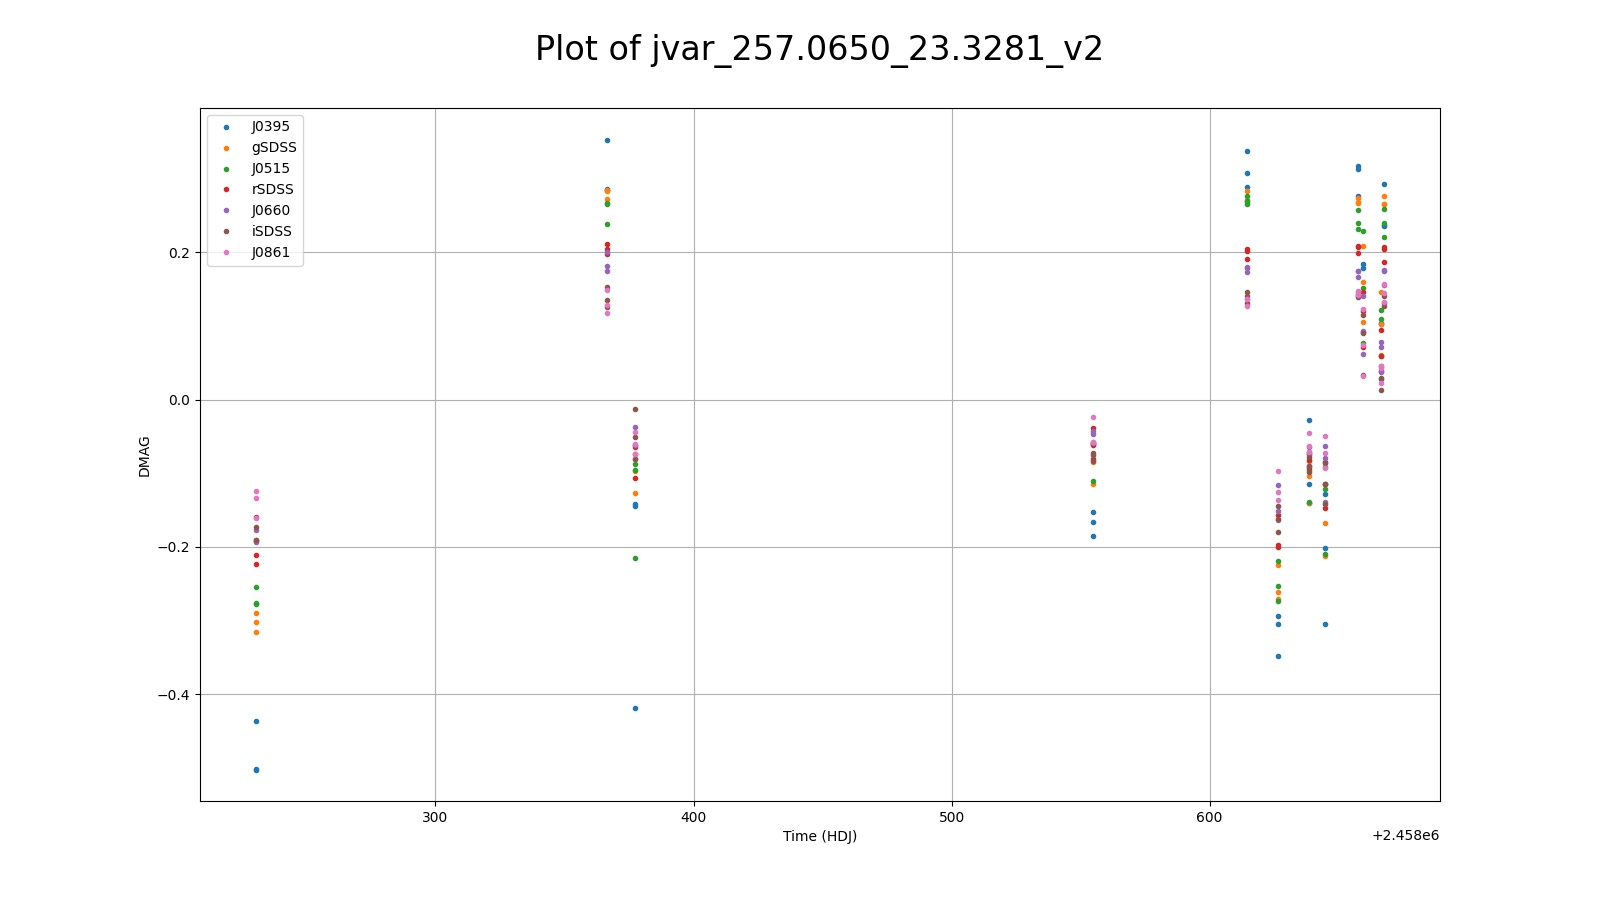 Plot of jvar_257.0650_23.3281_v2
J0395
gSDSS
J0515
rSDSS
J0660
iSDSS
J0861
0.2
0.0
−0.2
−0.4
DMAG
300
400
500
600
Time (HDJ)
+2.458e6